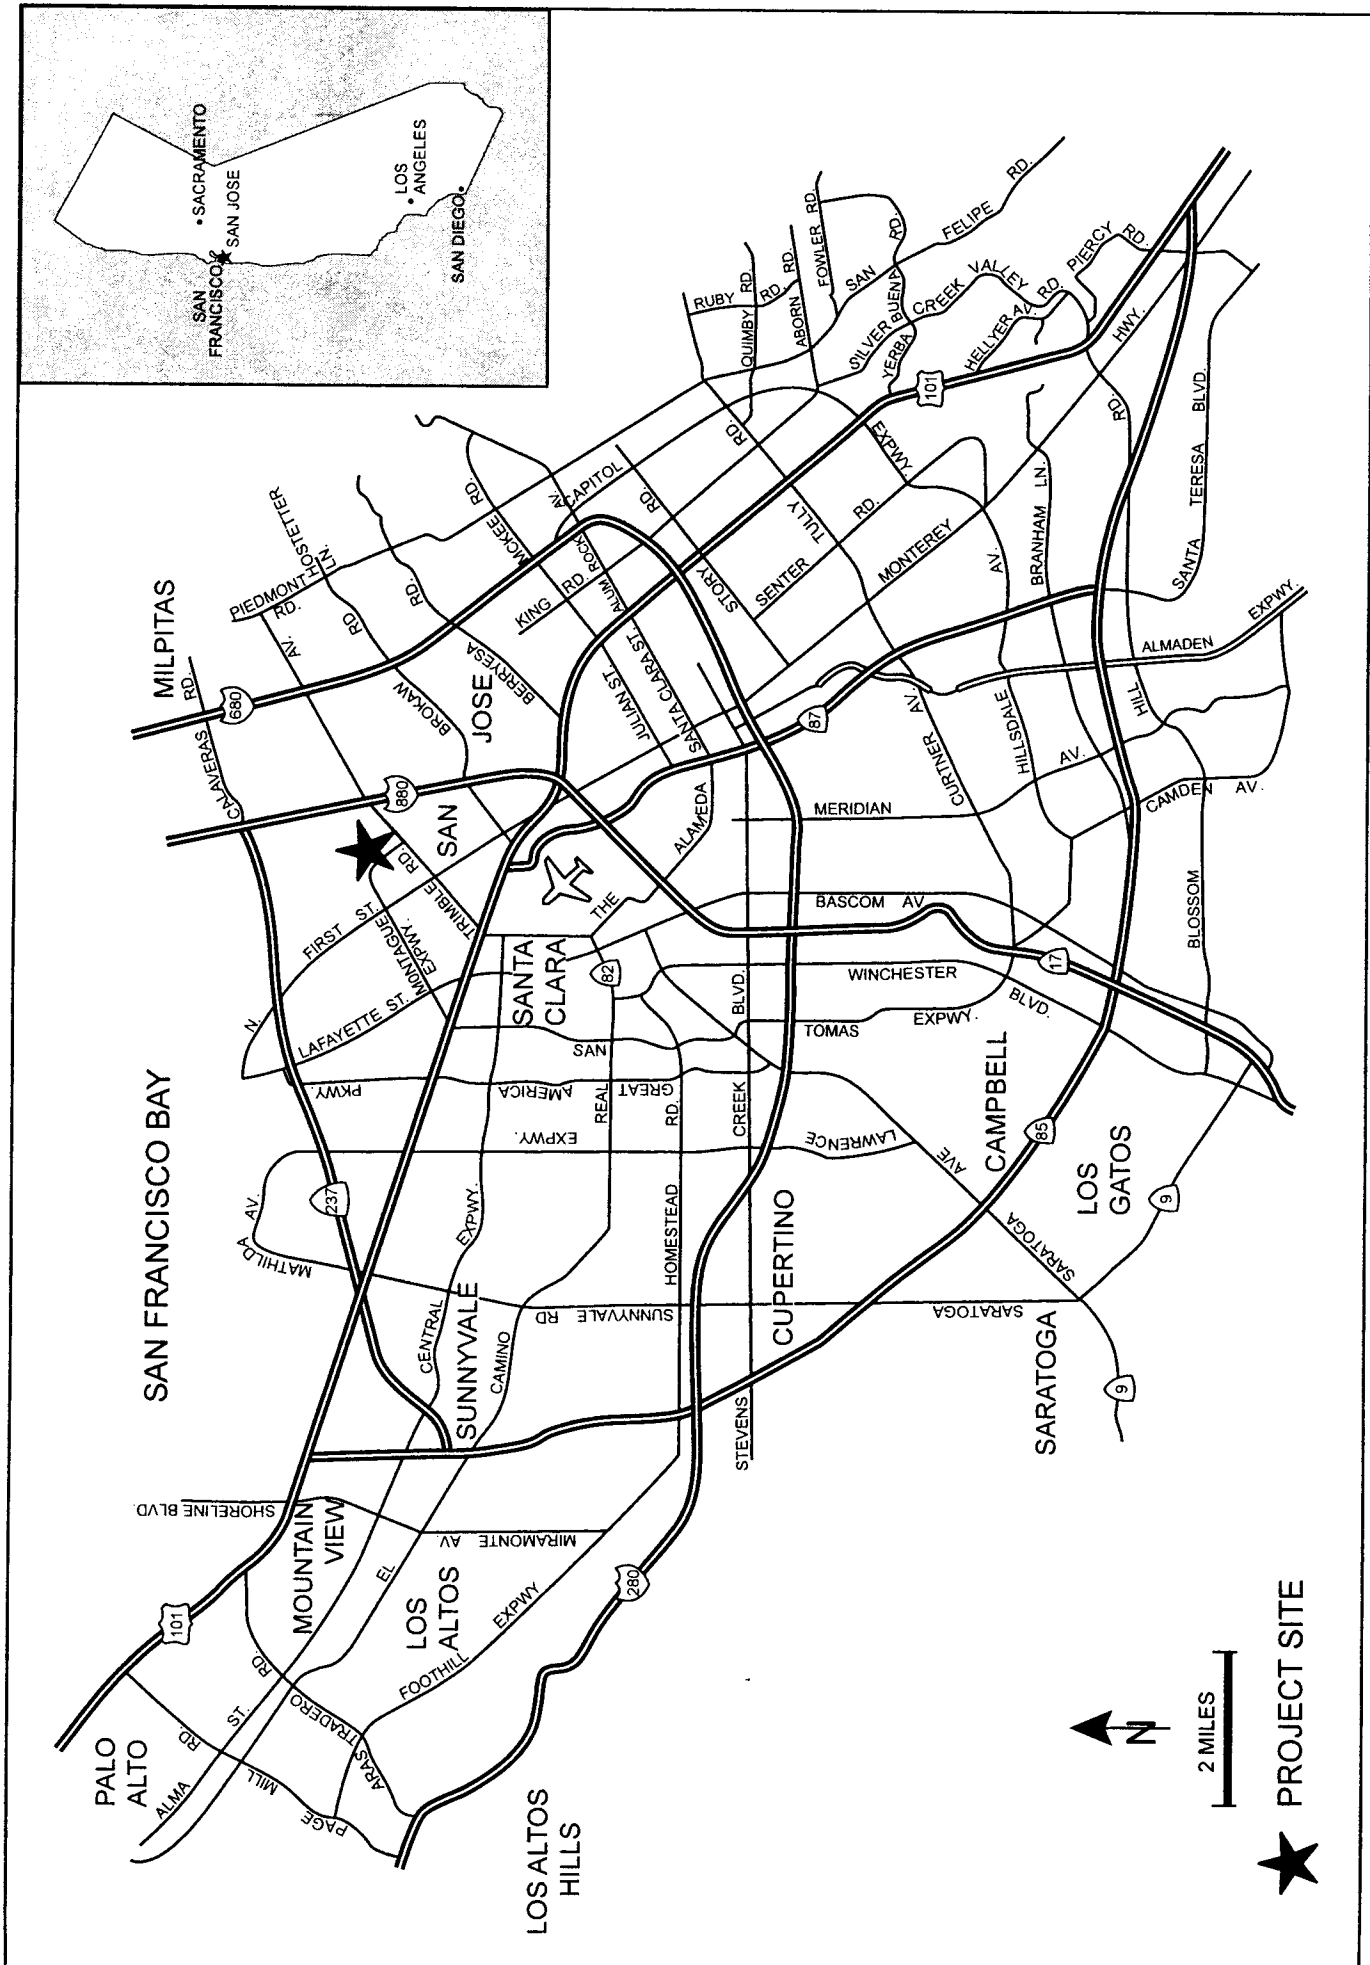 SACRAMENTO
SAN
FRANCISCO
SAN JOSE
LOS
ANGELES
SAN DIEGO
SAN FRANCISCO BAY
MILPITAS
PALO
ALTO
MOUNTAIN
VIEW
LOS
ALTOS
LOS ALTOS
HILLS
SUNNYVALE
SANTA
CLARA
SAN
JOSE
CUPERTINO
CAMPBELL
LOS
GATOS
SARATOGA
101
ALMA ST.
PAGE MILL RD.
ARASTRADERO RD.
FOOTHILL EXPWY
EL CAMINO REAL
SHORELINE BLVD.
MIRAMONTE AV.
280
237
MATHILDA AV.
CENTRAL EXPWY.
SUNNYVALE RD
SARATOGA
HOMESTEAD RD.
STEVENS CREEK BLVD.
LAWRENCE EXPWY.
GREAT AMERICA PKWY.
SAN TOMAS EXPWY.
LAFAYETTE ST.
N. FIRST ST.
MONTAGUE EXPWY.
TRIMBLE RD.
82
THE ALAMEDA
WINCHESTER BLVD.
BASCOM AV
SARATOGA AVE
85
9
9
17
CALAVERAS RD.
680
880
PIEDMONT RD.
HOSTETTER
LN.
AV.
BROKAW RD
BERRYESA RD.
MCKEE RD.
KING RD.
ALUM ROCK AV.
JULIAN ST.
SANTA CLARA ST.
CAPITOL EXPWY.
STORY RD.
TULLY RD.
SENTER RD.
MONTEREY HWY.
RUBY RD.
QUIMBY RD.
ABORN RD.
FOWLER RD.
SAN FELIPE RD.
YERBA BUENA RD.
SILVER CREEK VALLEY RD.
HELLYER AV.
PIERCY RD.
101
87
CURTNER AV.
HILLSDALE AV.
BRANHAM LN.
MERIDIAN AV.
CAMDEN AV.
BLOSSOM HILL RD.
ALMADEN EXPWY.
SANTA TERESA BLVD.
N
2 MILES
PROJECT SITE